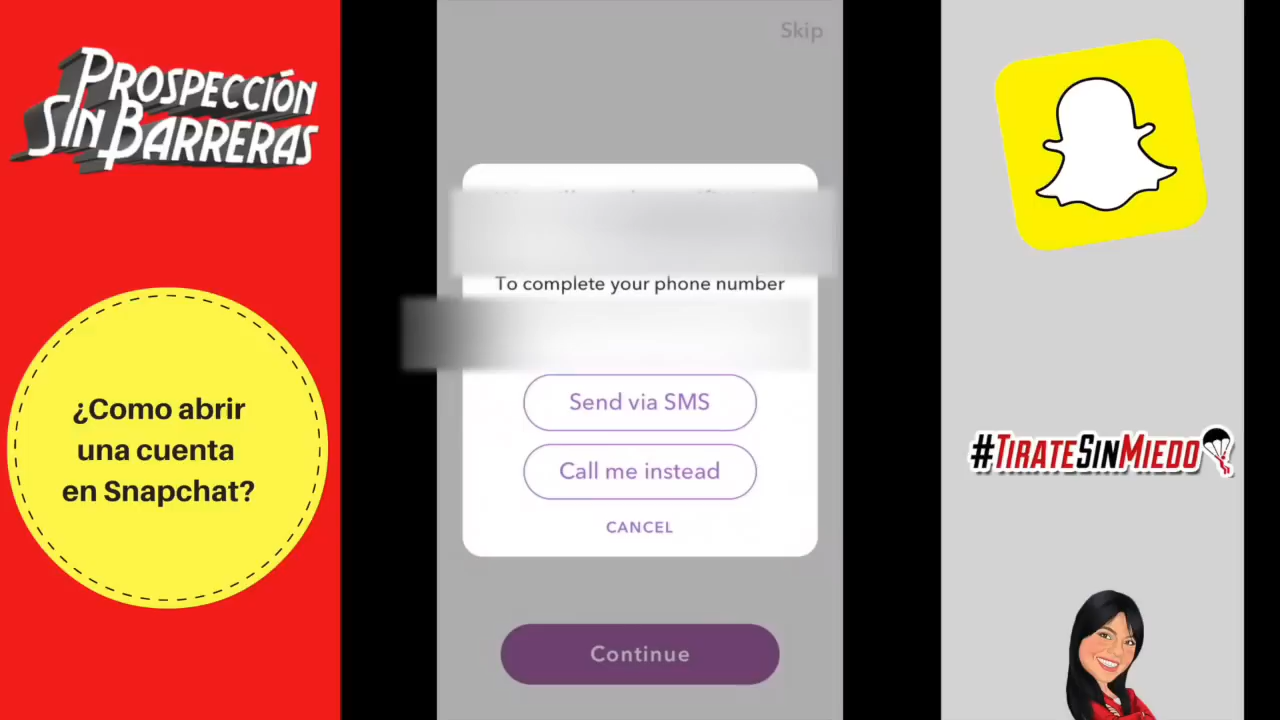 PROSPECCIÓN
SIN BARRERAS
¿Como abrir
una cuenta
en Snapchat?
Skip
To complete your phone number
Send via SMS
Call me instead
CANCEL
Continue
#TIRATESINMIEDO